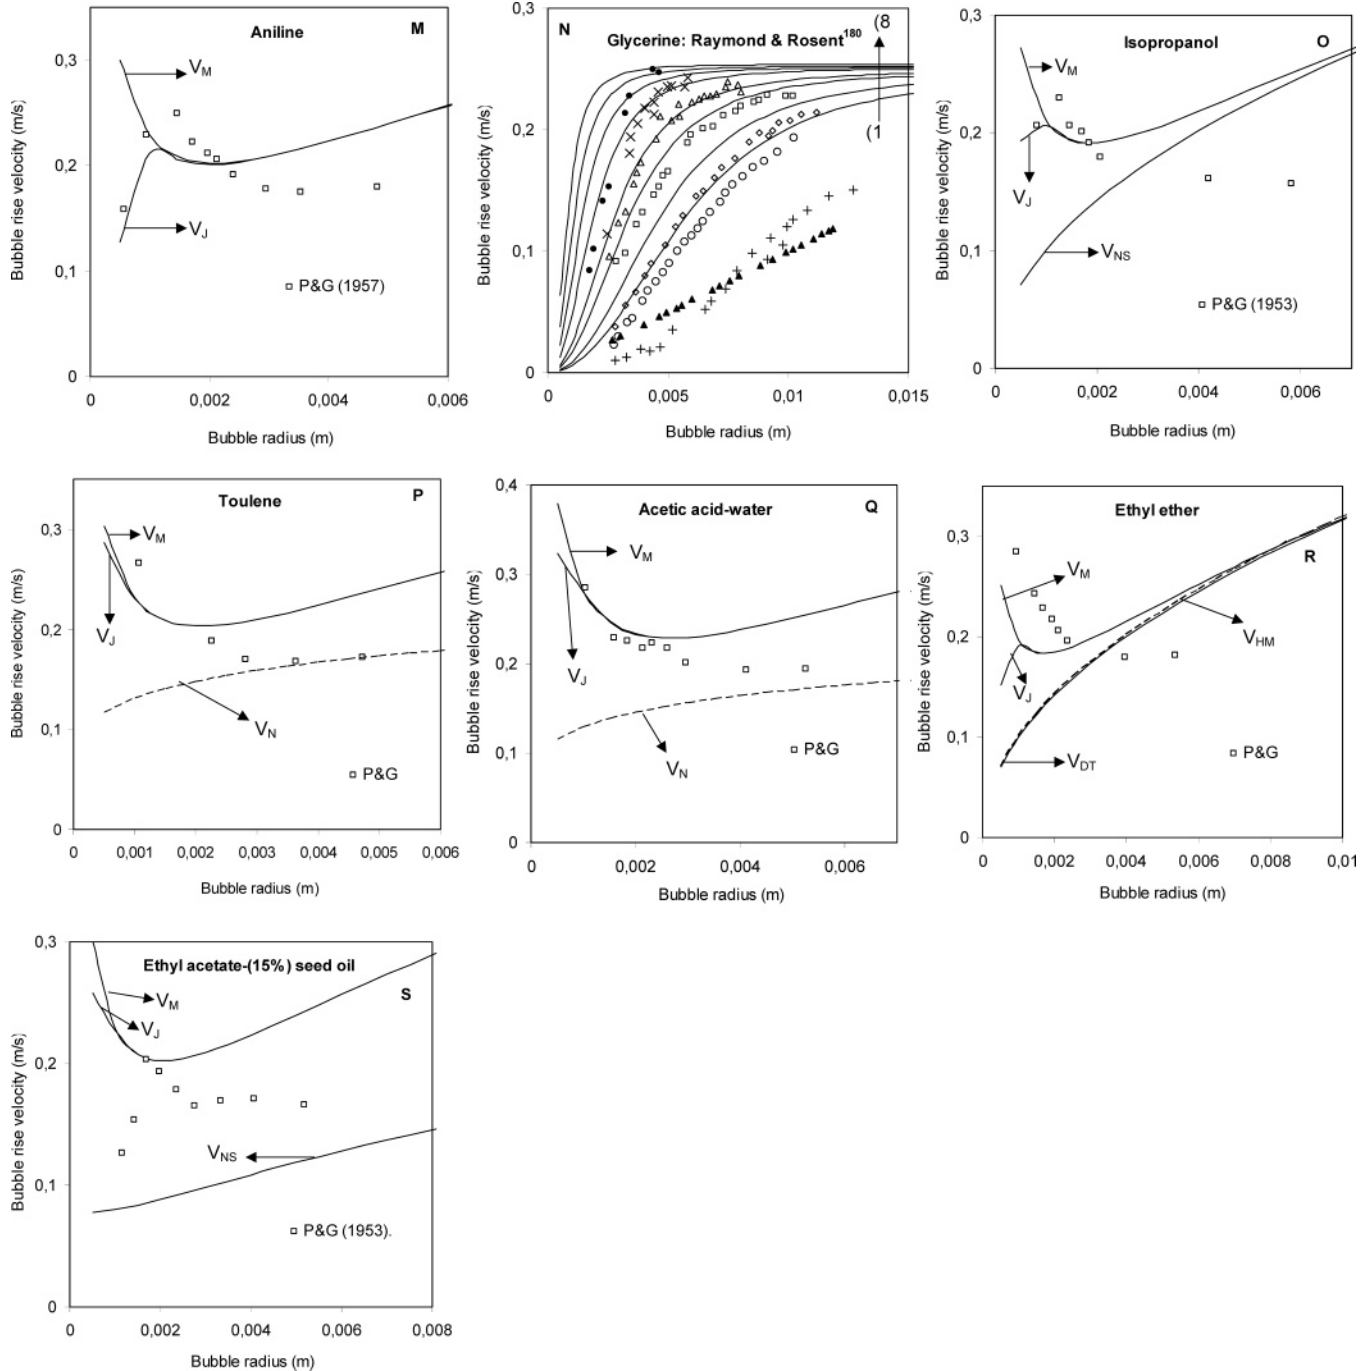 Aniline
M
0,3
0,2
0,1
0
Bubble rise velocity (m/s)
V_M
V_J
P&G (1957)
0
0,002
0,004
0,006
Bubble radius (m)
N
Glycerine: Raymond & Rosent180
(8
(1
0,3
0,2
0,1
0
Bubble rise velocity (m/s)
0
0,005
0,01
0,015
Bubble radius (m)
Isopropanol
O
0,3
0,2
0,1
0
Bubble rise velocity (m/s)
V_M
V_J
V_NS
P&G (1953)
0
0,002
0,004
0,006
Bubble radius (m)
Toulene
P
0,3
0,2
0,1
0
Bubble rise velocity (m/s)
V_M
V_J
V_N
P&G
0
0,001
0,002
0,003
0,004
0,005
0,006
Bubble radius (m)
Acetic acid-water
Q
0,4
0,3
0,2
0,1
0
Bubble rise velocity (m/s)
V_M
V_J
V_N
P&G
0
0,002
0,004
0,006
Bubble radius (m)
Ethyl ether
R
0,3
0,2
0,1
0
Bubble rise velocity (m/s)
V_M
V_J
V_HM
V_DT
P&G
0
0,002
0,004
0,006
0,008
0,01
Bubble radius (m)
Ethyl acetate-(15%) seed oil
S
0,3
0,2
0,1
0
Bubble rise velocity (m/s)
V_M
V_J
V_NS
P&G (1953).
0
0,002
0,004
0,006
0,008
Bubble radius (m)